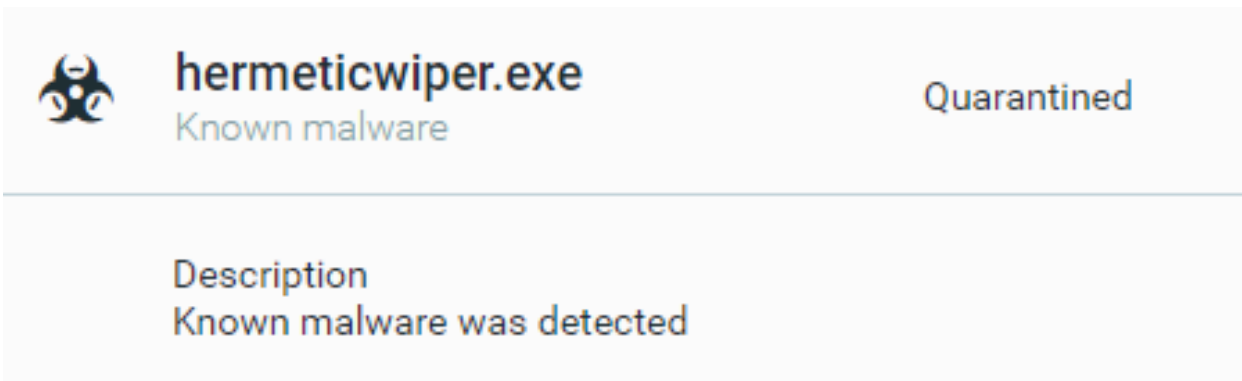 hermeticwiper.exe
Known malware
Quarantined
Description
Known malware was detected